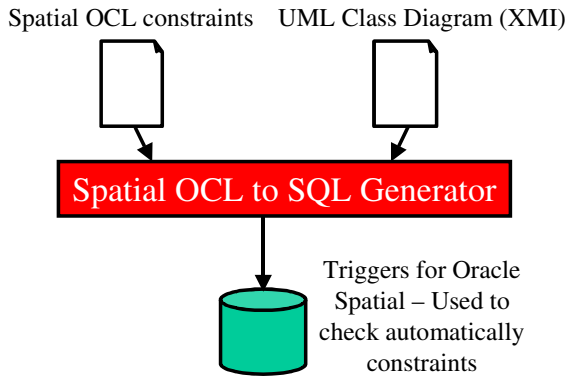 Spatial OCL constraints
UML Class Diagram (XMI)
Spatial OCL to SQL Generator
Triggers for Oracle
Spatial – Used to
check automatically
constraints